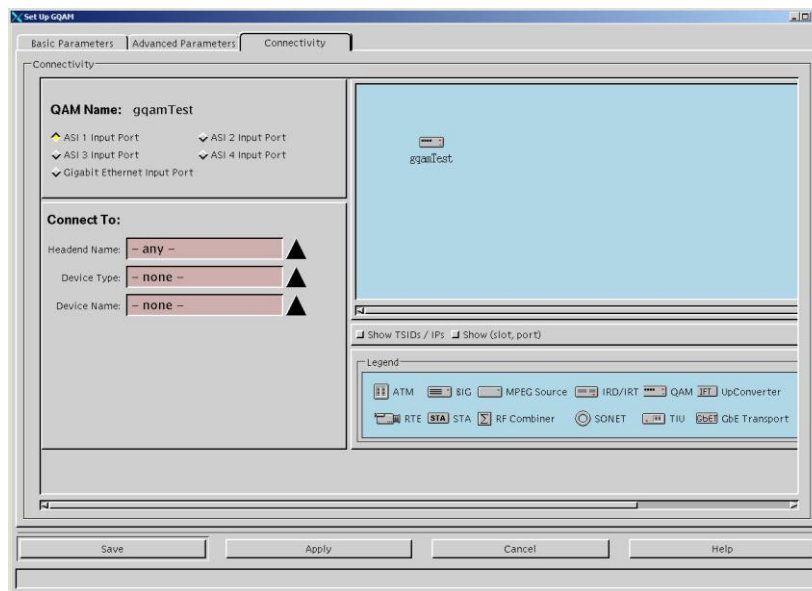 Set Up GQAM
Basic Parameters Advanced Parameters Connectivity
Connectivity
QAM Name: gqamTest
ASI 1 Input Port ASI 2 Input Port
ASI 3 Input Port ASI 4 Input Port
Gigabit Ethernet Input Port
Connect To:
Headend Name: – any –
Device Type: – none –
Device Name: – none –
gqamTest
Show TSIDs / IPs Show (slot, port)
Legend
ATM BIG MPEG Source IRD/IRT QAM IFT UpConverter
RTE STA STA Σ RF Combiner SONET TIU GbET GbE Transport
Save Apply Cancel Help